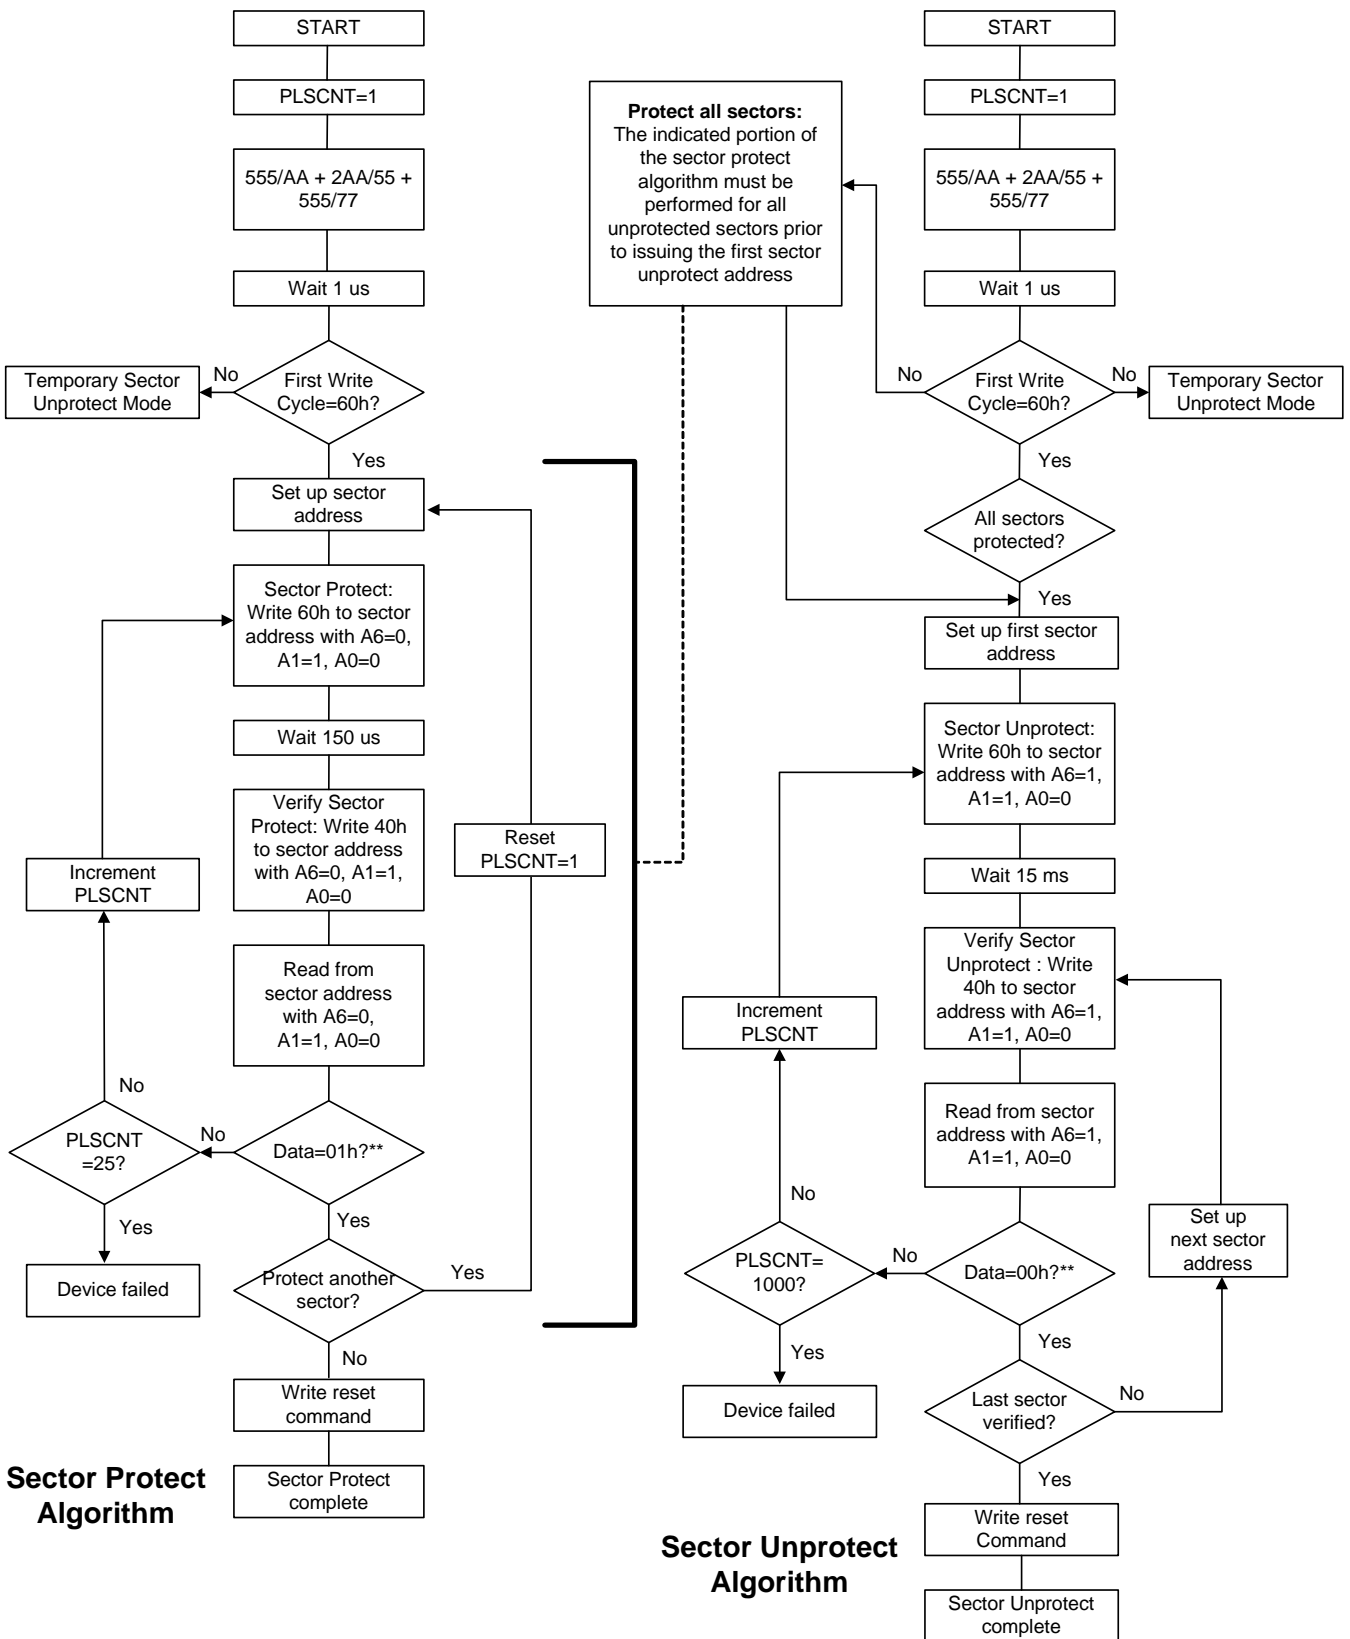 START
PLSCNT=1
555/AA + 2AA/55 +
555/77
Wait 1 us
First Write
Cycle=60h?
No
Temporary Sector
Unprotect Mode
Yes
Set up sector
address
Sector Protect:
Write 60h to sector
address with A6=0,
A1=1, A0=0
Wait 150 us
Verify Sector
Protect: Write 40h
to sector address
with A6=0, A1=1,
A0=0
Reset
PLSCNT=1
Increment
PLSCNT
Read from
sector address
with A6=0,
A1=1, A0=0
No
PLSCNT
=25?
No
Data=01h?**
Yes
Device failed
Yes
Protect another
sector?
Yes
No
Write reset
command
Sector Protect
complete
Sector Protect
Algorithm
Protect all sectors:
The indicated portion of
the sector protect
algorithm must be
performed for all
unprotected sectors prior
to issuing the first sector
unprotect address
START
PLSCNT=1
555/AA + 2AA/55 +
555/77
Wait 1 us
No
First Write
Cycle=60h?
No
Temporary Sector
Unprotect Mode
Yes
All sectors
protected?
Yes
Set up first sector
address
Sector Unprotect:
Write 60h to sector
address with A6=1,
A1=1, A0=0
Wait 15 ms
Verify Sector
Unprotect : Write
40h to sector
address with A6=1,
A1=1, A0=0
Increment
PLSCNT
Read from sector
address with A6=1,
A1=1, A0=0
No
Set up
next sector
address
PLSCNT=
1000?
No
Data=00h?**
Yes
Device failed
Yes
Last sector
verified?
No
Yes
Write reset
Command
Sector Unprotect
complete
Sector Unprotect
Algorithm